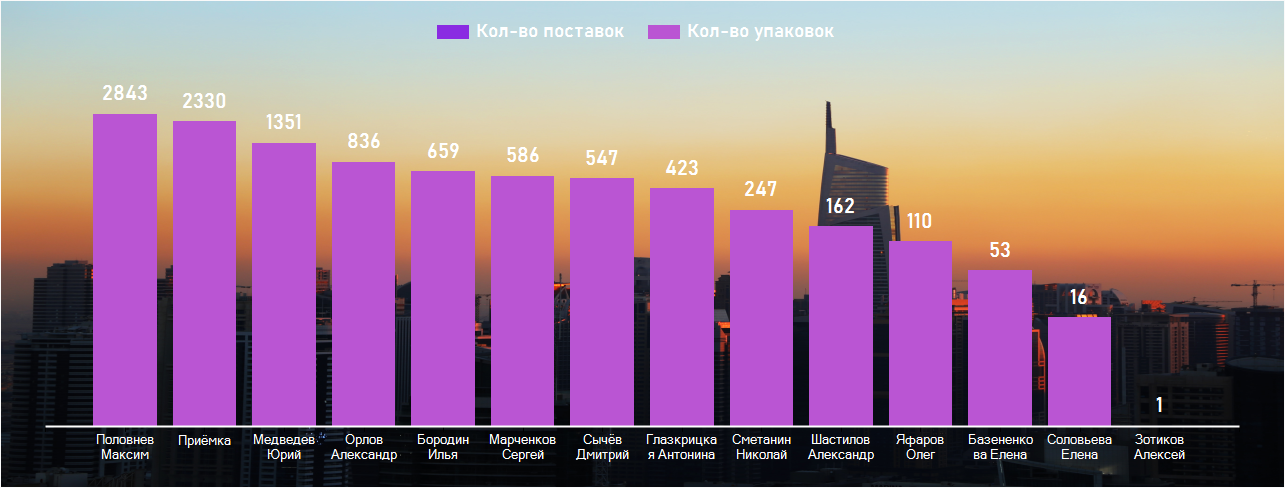 Кол-во поставок Кол-во упаковок
2843
2330
1351
836
659
586
547
423
247
162
110
53
16
1
Половнев
Максим
Приёмка
Медведев
Юрий
Орлов
Александр
Бородин
Илья
Марченков
Сергей
Сычёв
Дмитрий
Глазкрицка
я Антонина
Сметанин
Николай
Шастилов
Александр
Яфаров
Олег
Базененко
ва Елена
Соловьева
Елена
Зотиков
Алексей